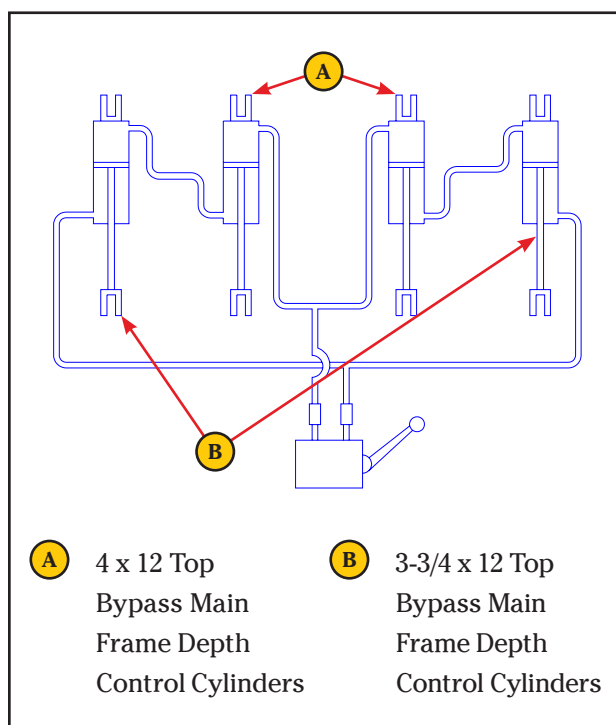 A
B
A 4 x 12 Top
Bypass Main
Frame Depth
Control Cylinders
B 3-3/4 x 12 Top
Bypass Main
Frame Depth
Control Cylinders